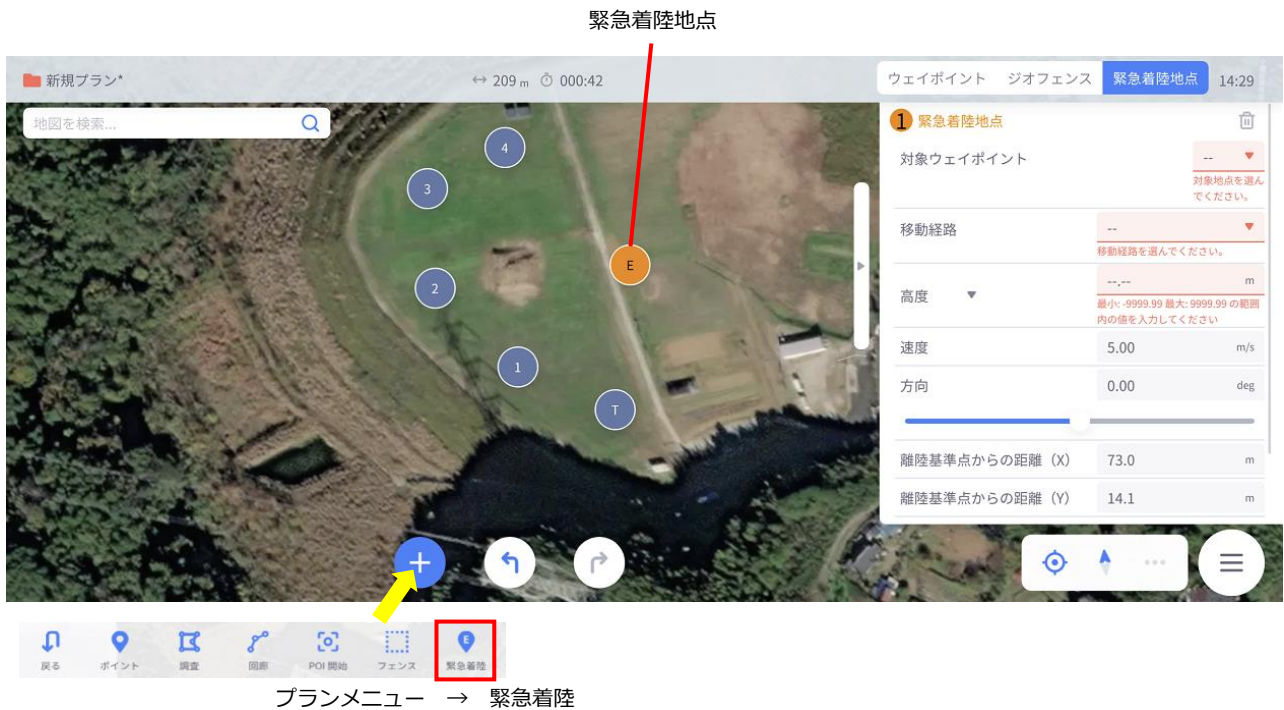 緊急着陸地点
新規プラン*
209 m 000:42
ウェイポイント ジオフェンス 緊急着陸地点 14:29
地図を検索...
1 緊急着陸地点
対象ウェイポイント --
対象地点を選ん
でください。
移動経路 --
移動経路を選んでください。
高度 --.-- m
最小: -9999.99 最大: 9999.99 の範囲
内の値を入力してください
速度 5.00 m/s
方向 0.00 deg
離陸基準点からの距離（X） 73.0 m
離陸基準点からの距離（Y） 14.1 m
4
3
E
2
1
T
戻る ポイント 調査 回廊 POI 開始 フェンス E 緊急着陸
プランメニュー → 緊急着陸